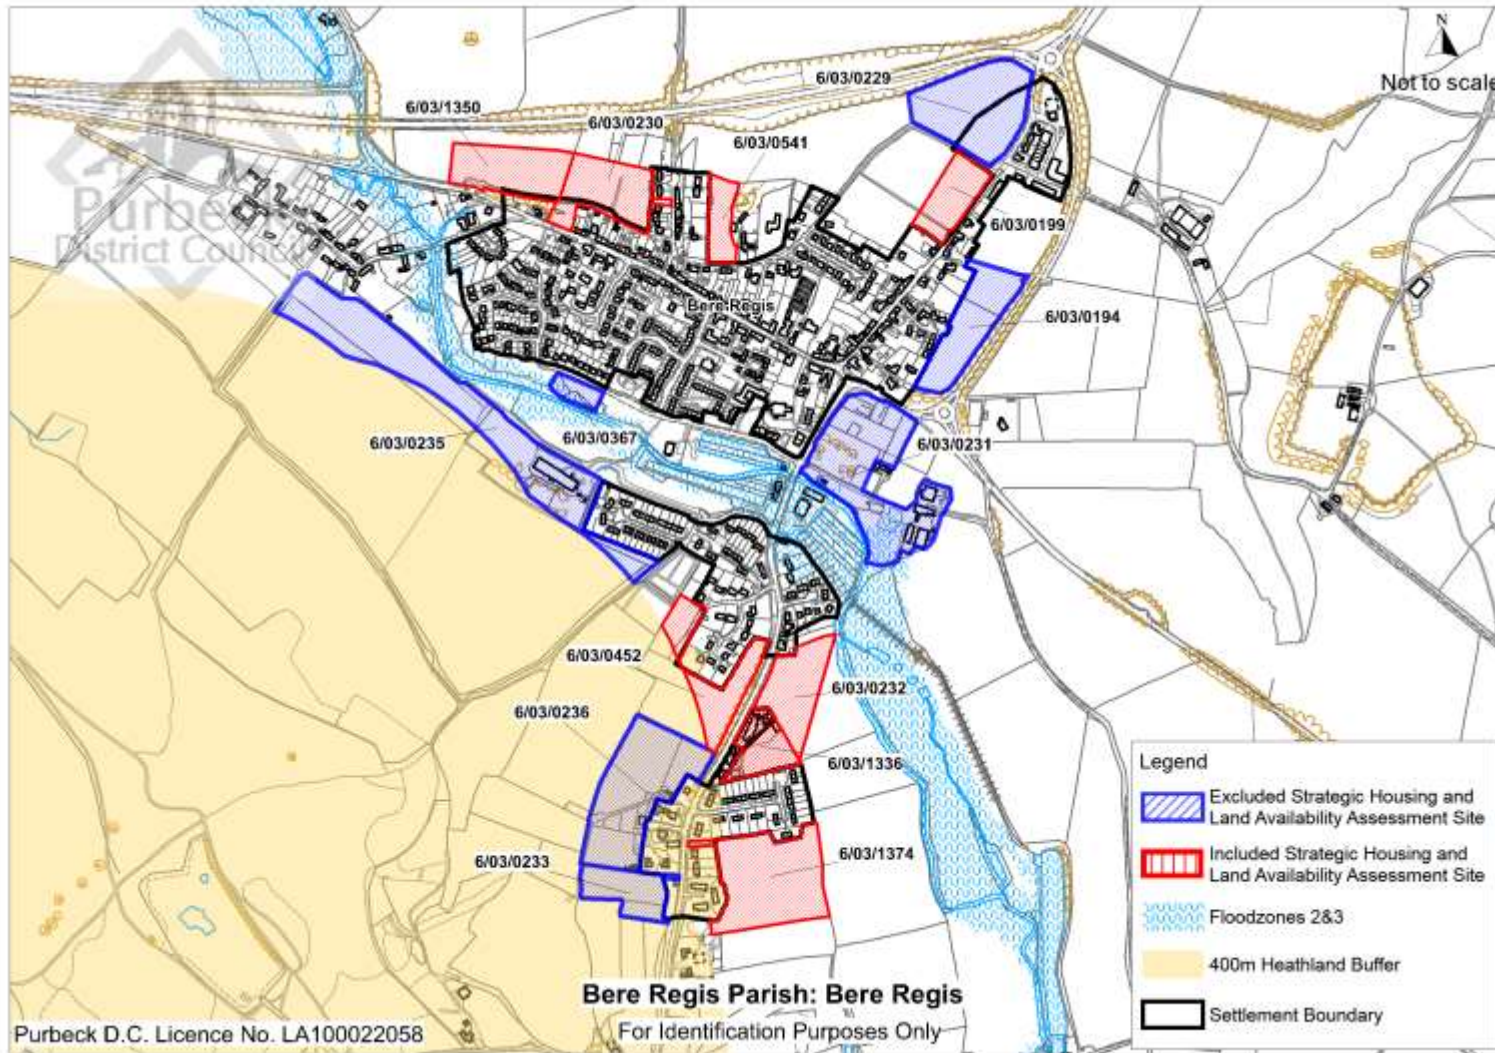 N
Not to scale
6/03/0229
6/03/1350
6/03/0230
6/03/0541
Purbeck
District Council
6/03/0199
Bere Regis
6/03/0194
6/03/0235
6/03/0367
6/03/0231
6/03/0452
6/03/0232
6/03/0236
6/03/1336
6/03/0233
6/03/1374
Legend
Excluded Strategic Housing and
Land Availability Assessment Site
Included Strategic Housing and
Land Availability Assessment Site
Floodzones 2&3
400m Heathland Buffer
Settlement Boundary
Bere Regis Parish: Bere Regis
For Identification Purposes Only
Purbeck D.C. Licence No. LA100022058